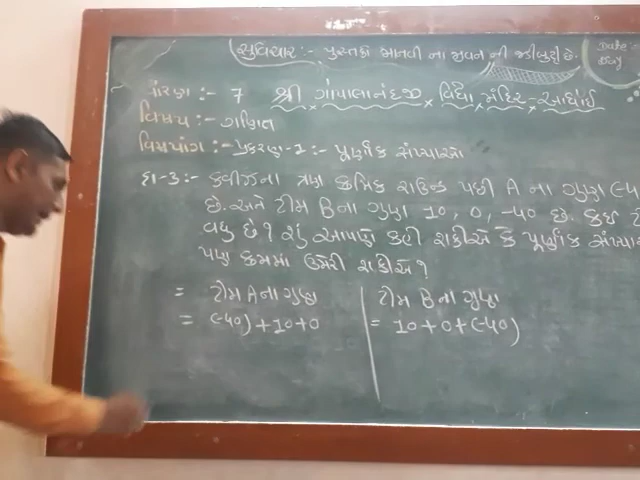 સુવિચાર :- પુસ્તકો માનવી ના જીવન ની જડીબુટી છે.
ધોરણ :- 7 શ્રી ગોપાલાનંદજી વિદ્યા મંદિર - આધોઈ
વિષય :- ગણિત
વિષયાંગ :- પ્રકરણ-1 :- પૂર્ણાંક સંખ્યાઓ
દા-3 :- ક્વીઝના ત્રણ ક્રમિક રાઉન્ડ પછી A ના ગુણ (-4
છે. અને ટીમ B ના ગુણ 10, 0, -40 છે. કઈ
વધુ છે? શું આપણે કહી શકીએ કે પૂર્ણાંક સંખ્યા
પણ ક્રમમાં ઉમેરી શકીએ?
= ટીમ A ના ગુણ
= (-40) + 10 + 0
ટીમ B ના ગુણ
= 10 + 0 + (-40)